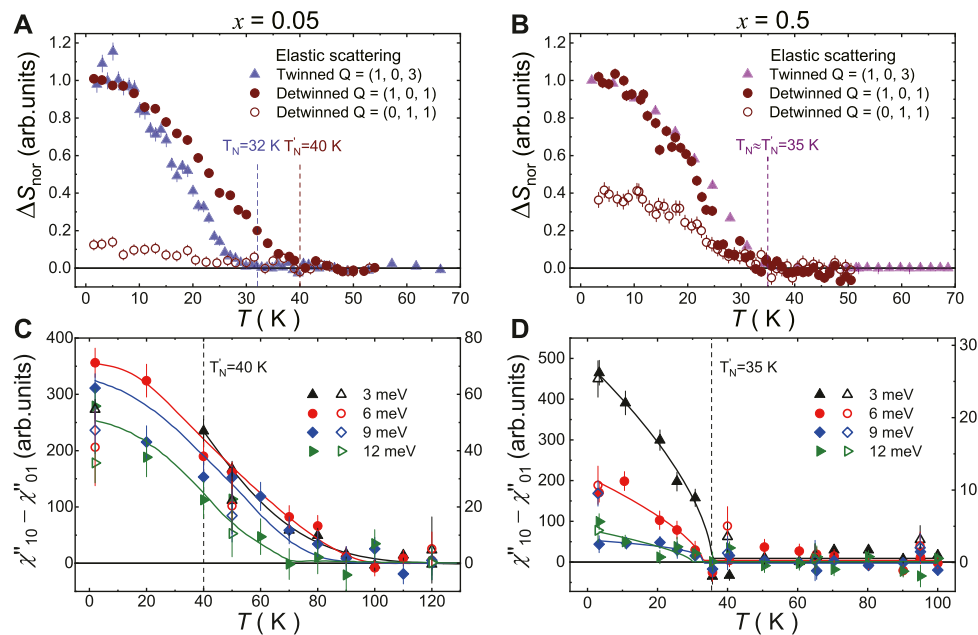 A
x = 0.05
B
x = 0.5
ΔS_nor (arb.units)
1.2
1.0
0.8
0.6
0.4
0.2
0.0
Elastic scattering
Twinned Q = (1, 0, 3)
Detwinned Q = (1, 0, 1)
Detwinned Q = (0, 1, 1)
T_N=32 K T'_N=40 K
0 10 20 30 40 50 60 70
T ( K )
ΔS_nor (arb.units)
1.2
1.0
0.8
0.6
0.4
0.2
0.0
Elastic scattering
Twinned Q = (1, 0, 3)
Detwinned Q = (1, 0, 1)
Detwinned Q = (0, 1, 1)
T_N≈T'_N=35 K
0 10 20 30 40 50 60 70
T ( K )
C
χ''_10 − χ''_01 (arb.units)
400
300
200
100
0
80
60
40
20
0
T'_N=40 K
3 meV
6 meV
9 meV
12 meV
0 20 40 60 80 100 120
T ( K )
D
χ''_10 − χ''_01 (arb.units)
500
400
300
200
100
0
30
20
10
0
T'_N=35 K
3 meV
6 meV
9 meV
12 meV
0 20 40 60 80 100
T ( K )